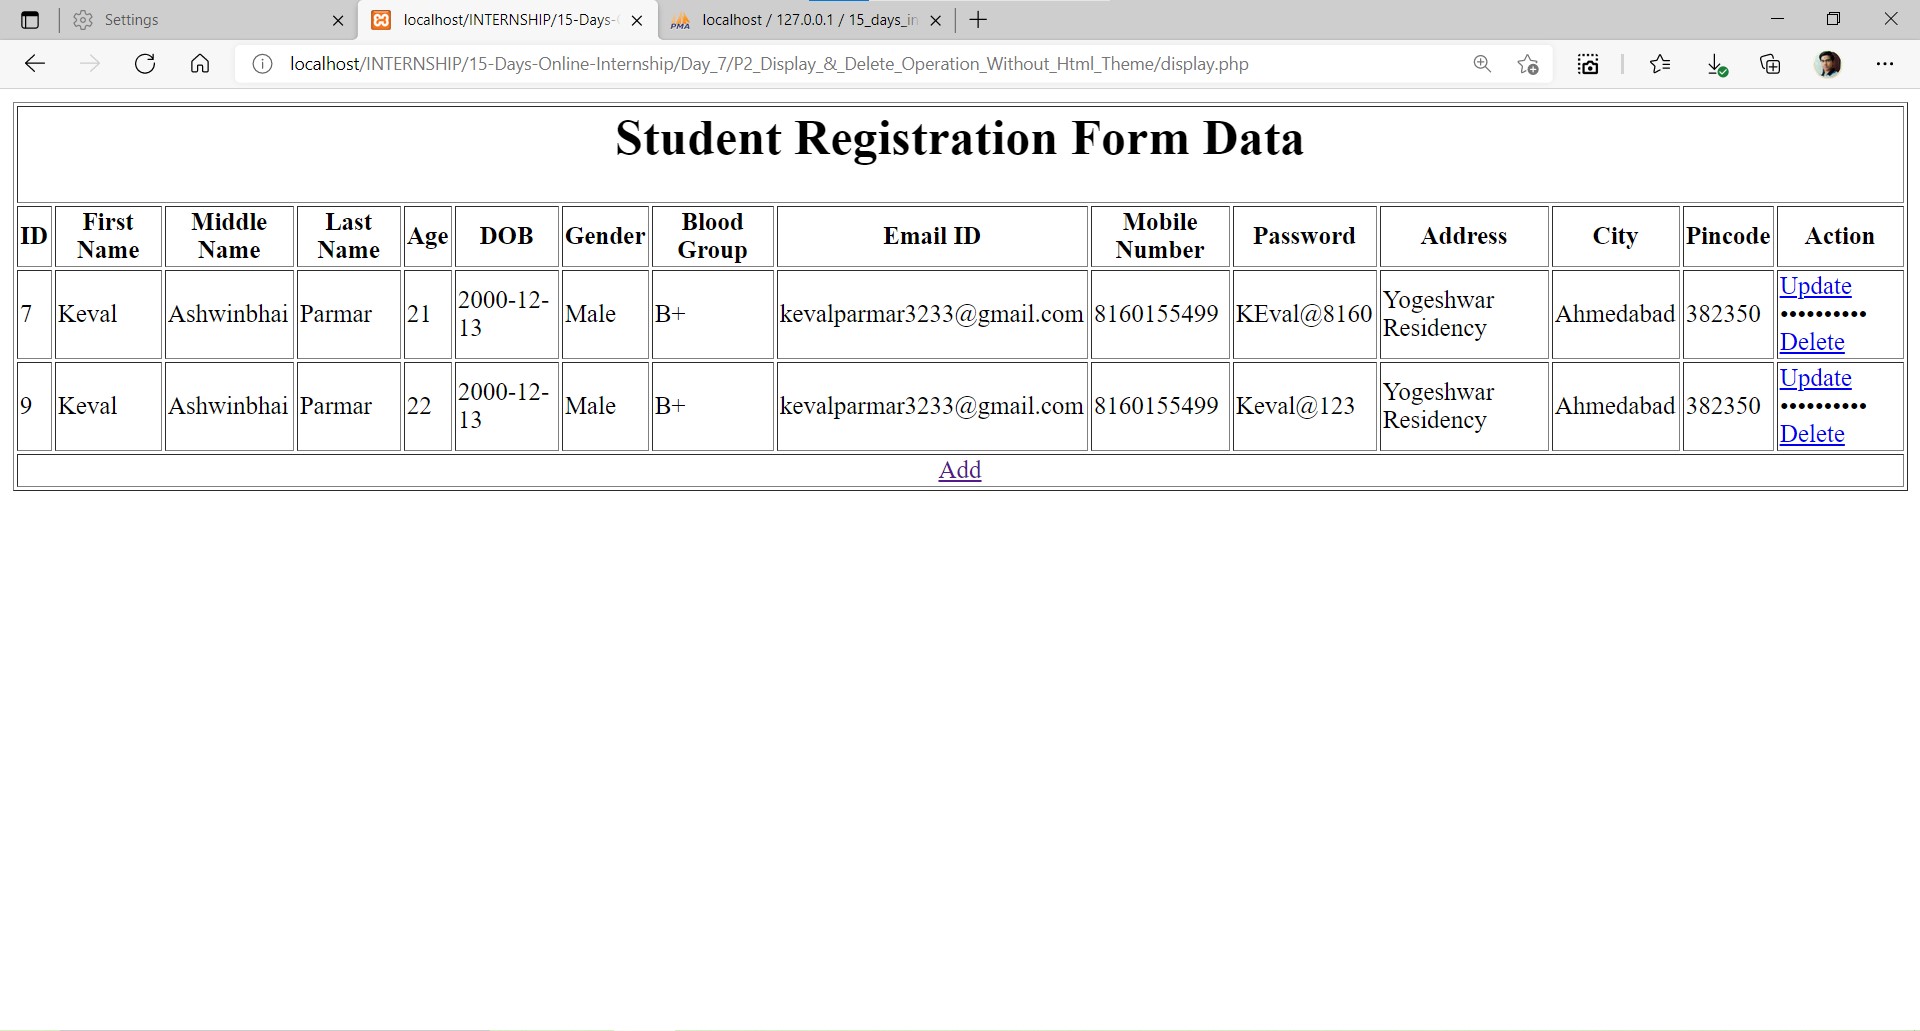 Settings
localhost/INTERNSHIP/15-Days-
localhost / 127.0.0.1 / 15_days_in
PMA
localhost/INTERNSHIP/15-Days-Online-Internship/Day_7/P2_Display_&_Delete_Operation_Without_Html_Theme/display.php
Student Registration Form Data
ID First Name Middle Name Last Name Age DOB Gender Blood Group Email ID Mobile Number Password Address City Pincode Action
7 Keval Ashwinbhai Parmar 21 2000-12-13 Male B+ kevalparmar3233@gmail.com 8160155499 KEval@8160 Yogeshwar Residency Ahmedabad 382350 Update •••••••••• Delete
9 Keval Ashwinbhai Parmar 22 2000-12-13 Male B+ kevalparmar3233@gmail.com 8160155499 Keval@123 Yogeshwar Residency Ahmedabad 382350 Update •••••••••• Delete
Add